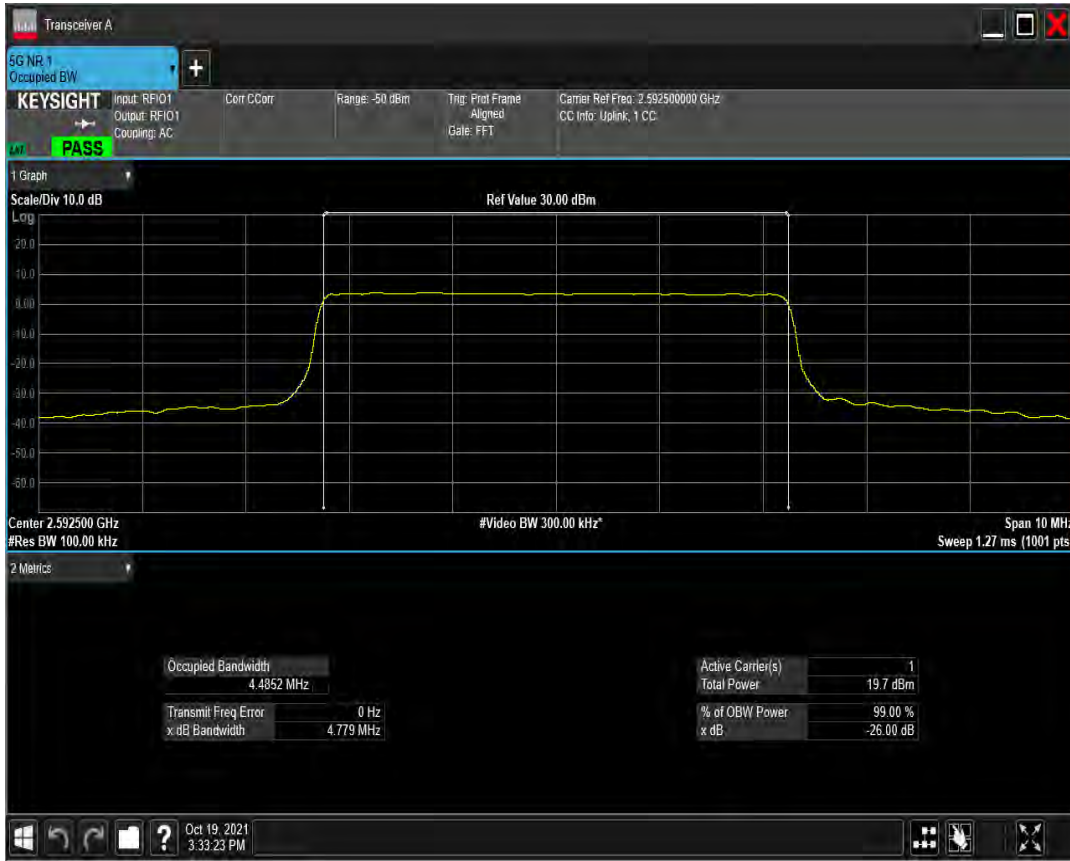 Transceiver A
5G NR 1
Occupied BW
+
KEYSIGHT
PASS
Input: RFIO1
Output: RFIO1
Coupling: AC
Corr CCorr
Range: -50 dBm
Trig: Prot Frame
Aligned
Gate: FFT
Carrier Ref Freq: 2.592500000 GHz
CC Info: Uplink, 1 CC
1 Graph
Scale/Div 10.0 dB
Ref Value 30.00 dBm
Log
20.0
10.0
0.00
-10.0
-20.0
-30.0
-40.0
-50.0
-60.0
Center 2.592500 GHz
#Video BW 300.00 kHz*
Span 10 MHz
#Res BW 100.00 kHz
Sweep 1.27 ms (1001 pts
2 Metrics
Occupied Bandwidth
4.4852 MHz
Transmit Freq Error 0 Hz
x dB Bandwidth 4.779 MHz
Active Carrier(s) 1
Total Power 19.7 dBm
% of OBW Power 99.00 %
x dB -26.00 dB
?
Oct 19, 2021
3:33:23 PM